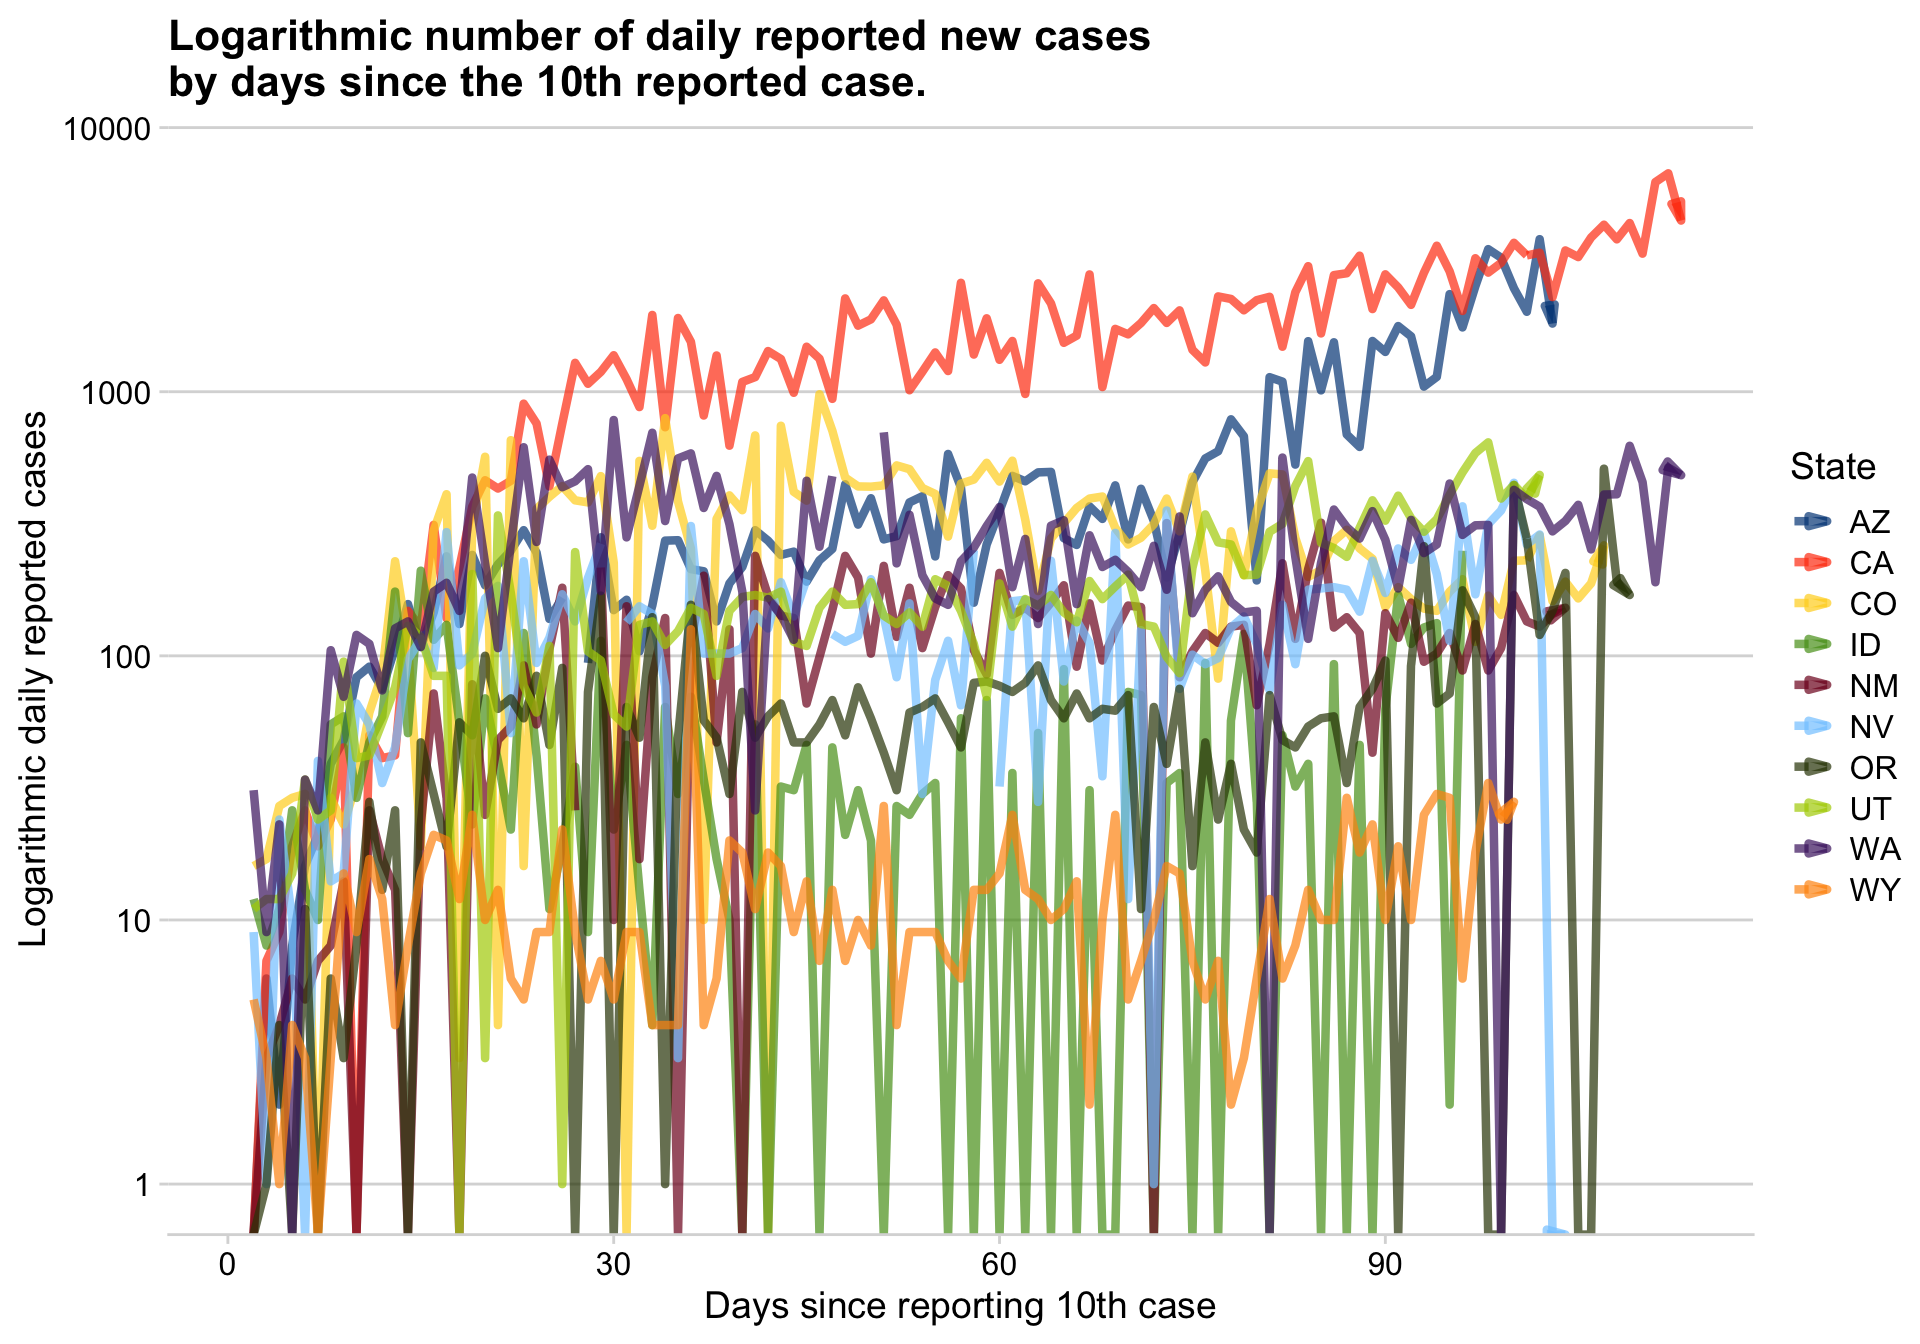 Logarithmic number of daily reported new cases
by days since the 10th reported case.
10000
1000
100
10
1
Logarithmic daily reported cases
0 30 60 90
Days since reporting 10th case
State
AZ
CA
CO
ID
NM
NV
OR
UT
WA
WY